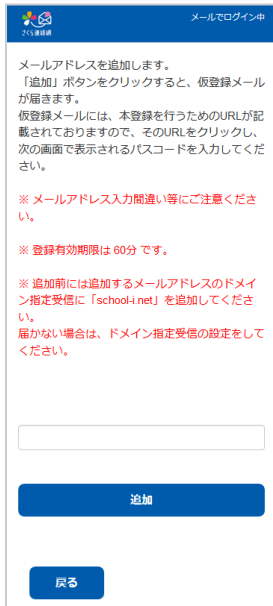 さくら連絡網
メールでログイン中
メールアドレスを追加します。
「追加」ボタンをクリックすると、仮登録メール
が届きます。
仮登録メールには、本登録を行うためのURLが記
載されておりますので、そのURLをクリックし、
次の画面で表示されるパスコードを入力してくだ
さい。
※ メールアドレス入力間違い等にご注意くださ
い。
※ 登録有効期限は 60分 です。
※ 追加前には追加するメールアドレスのドメイ
ン指定受信に「school-i.net」を追加してくださ
い。
届かない場合は、ドメイン指定受信の設定をして
ください。
追加
戻る